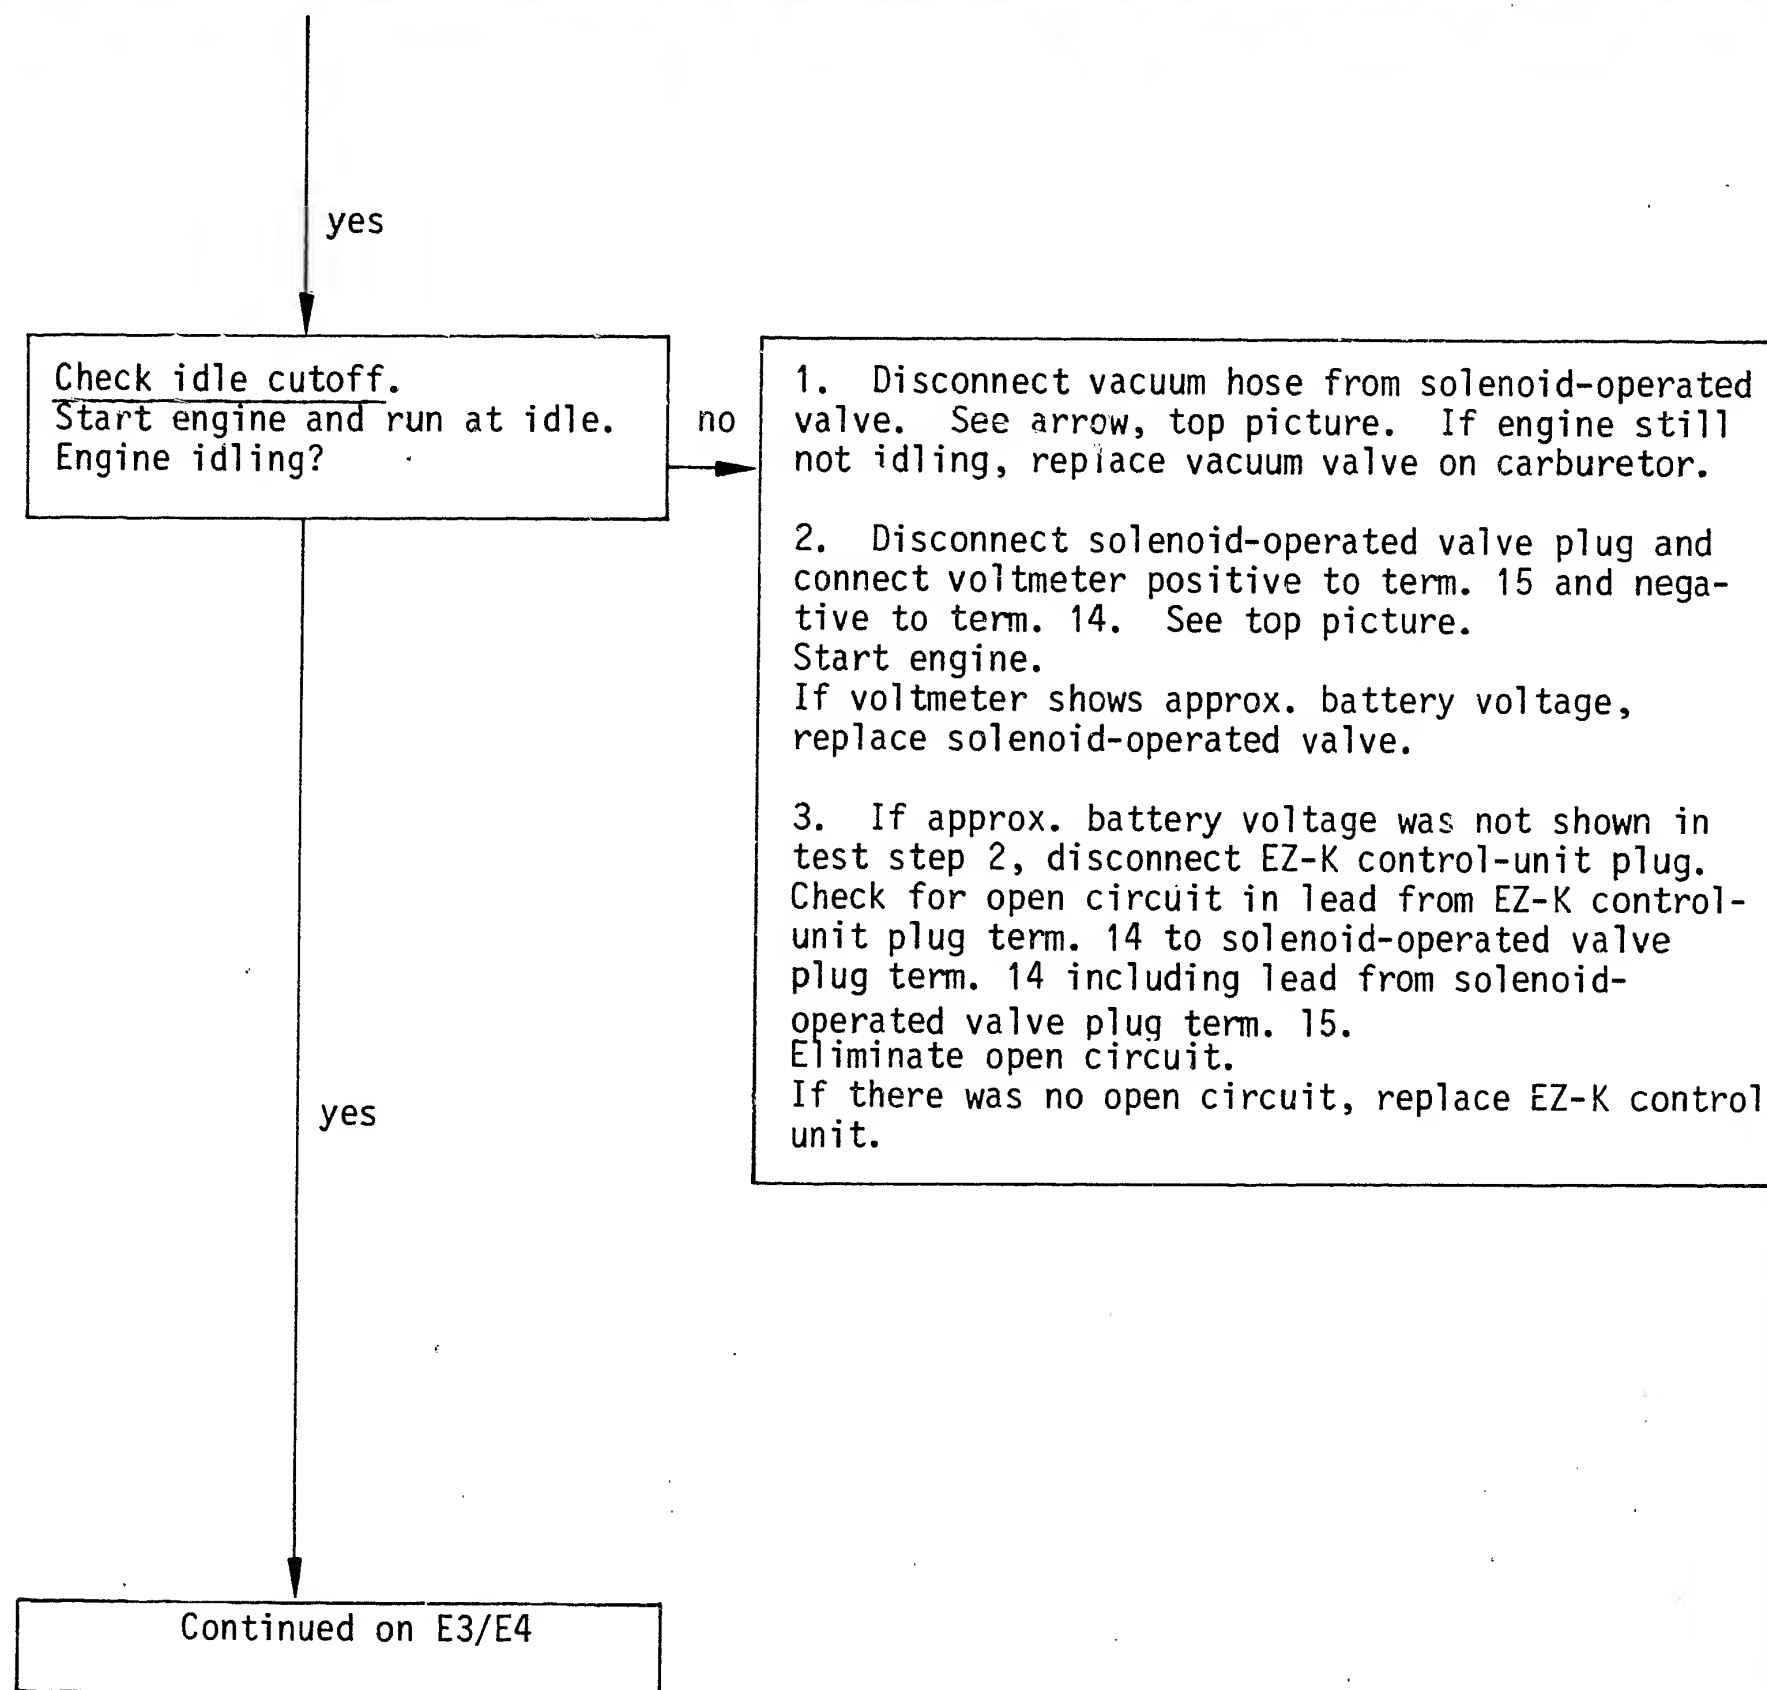 yes
Check idle cutoff.
Start engine and run at idle.
Engine idling?
no
1. Disconnect vacuum hose from solenoid-operated
valve. See arrow, top picture. If engine still
not idling, replace vacuum valve on carburetor.
2. Disconnect solenoid-operated valve plug and
connect voltmeter positive to term. 15 and nega-
tive to term. 14. See top picture.
Start engine.
If voltmeter shows approx. battery voltage,
replace solenoid-operated valve.
3. If approx. battery voltage was not shown in
test step 2, disconnect EZ-K control-unit plug.
Check for open circuit in lead from EZ-K control-
unit plug term. 14 to solenoid-operated valve
plug term. 14 including lead from solenoid-
operated valve plug term. 15.
Eliminate open circuit.
If there was no open circuit, replace EZ-K control
unit.
yes
Continued on E3/E4